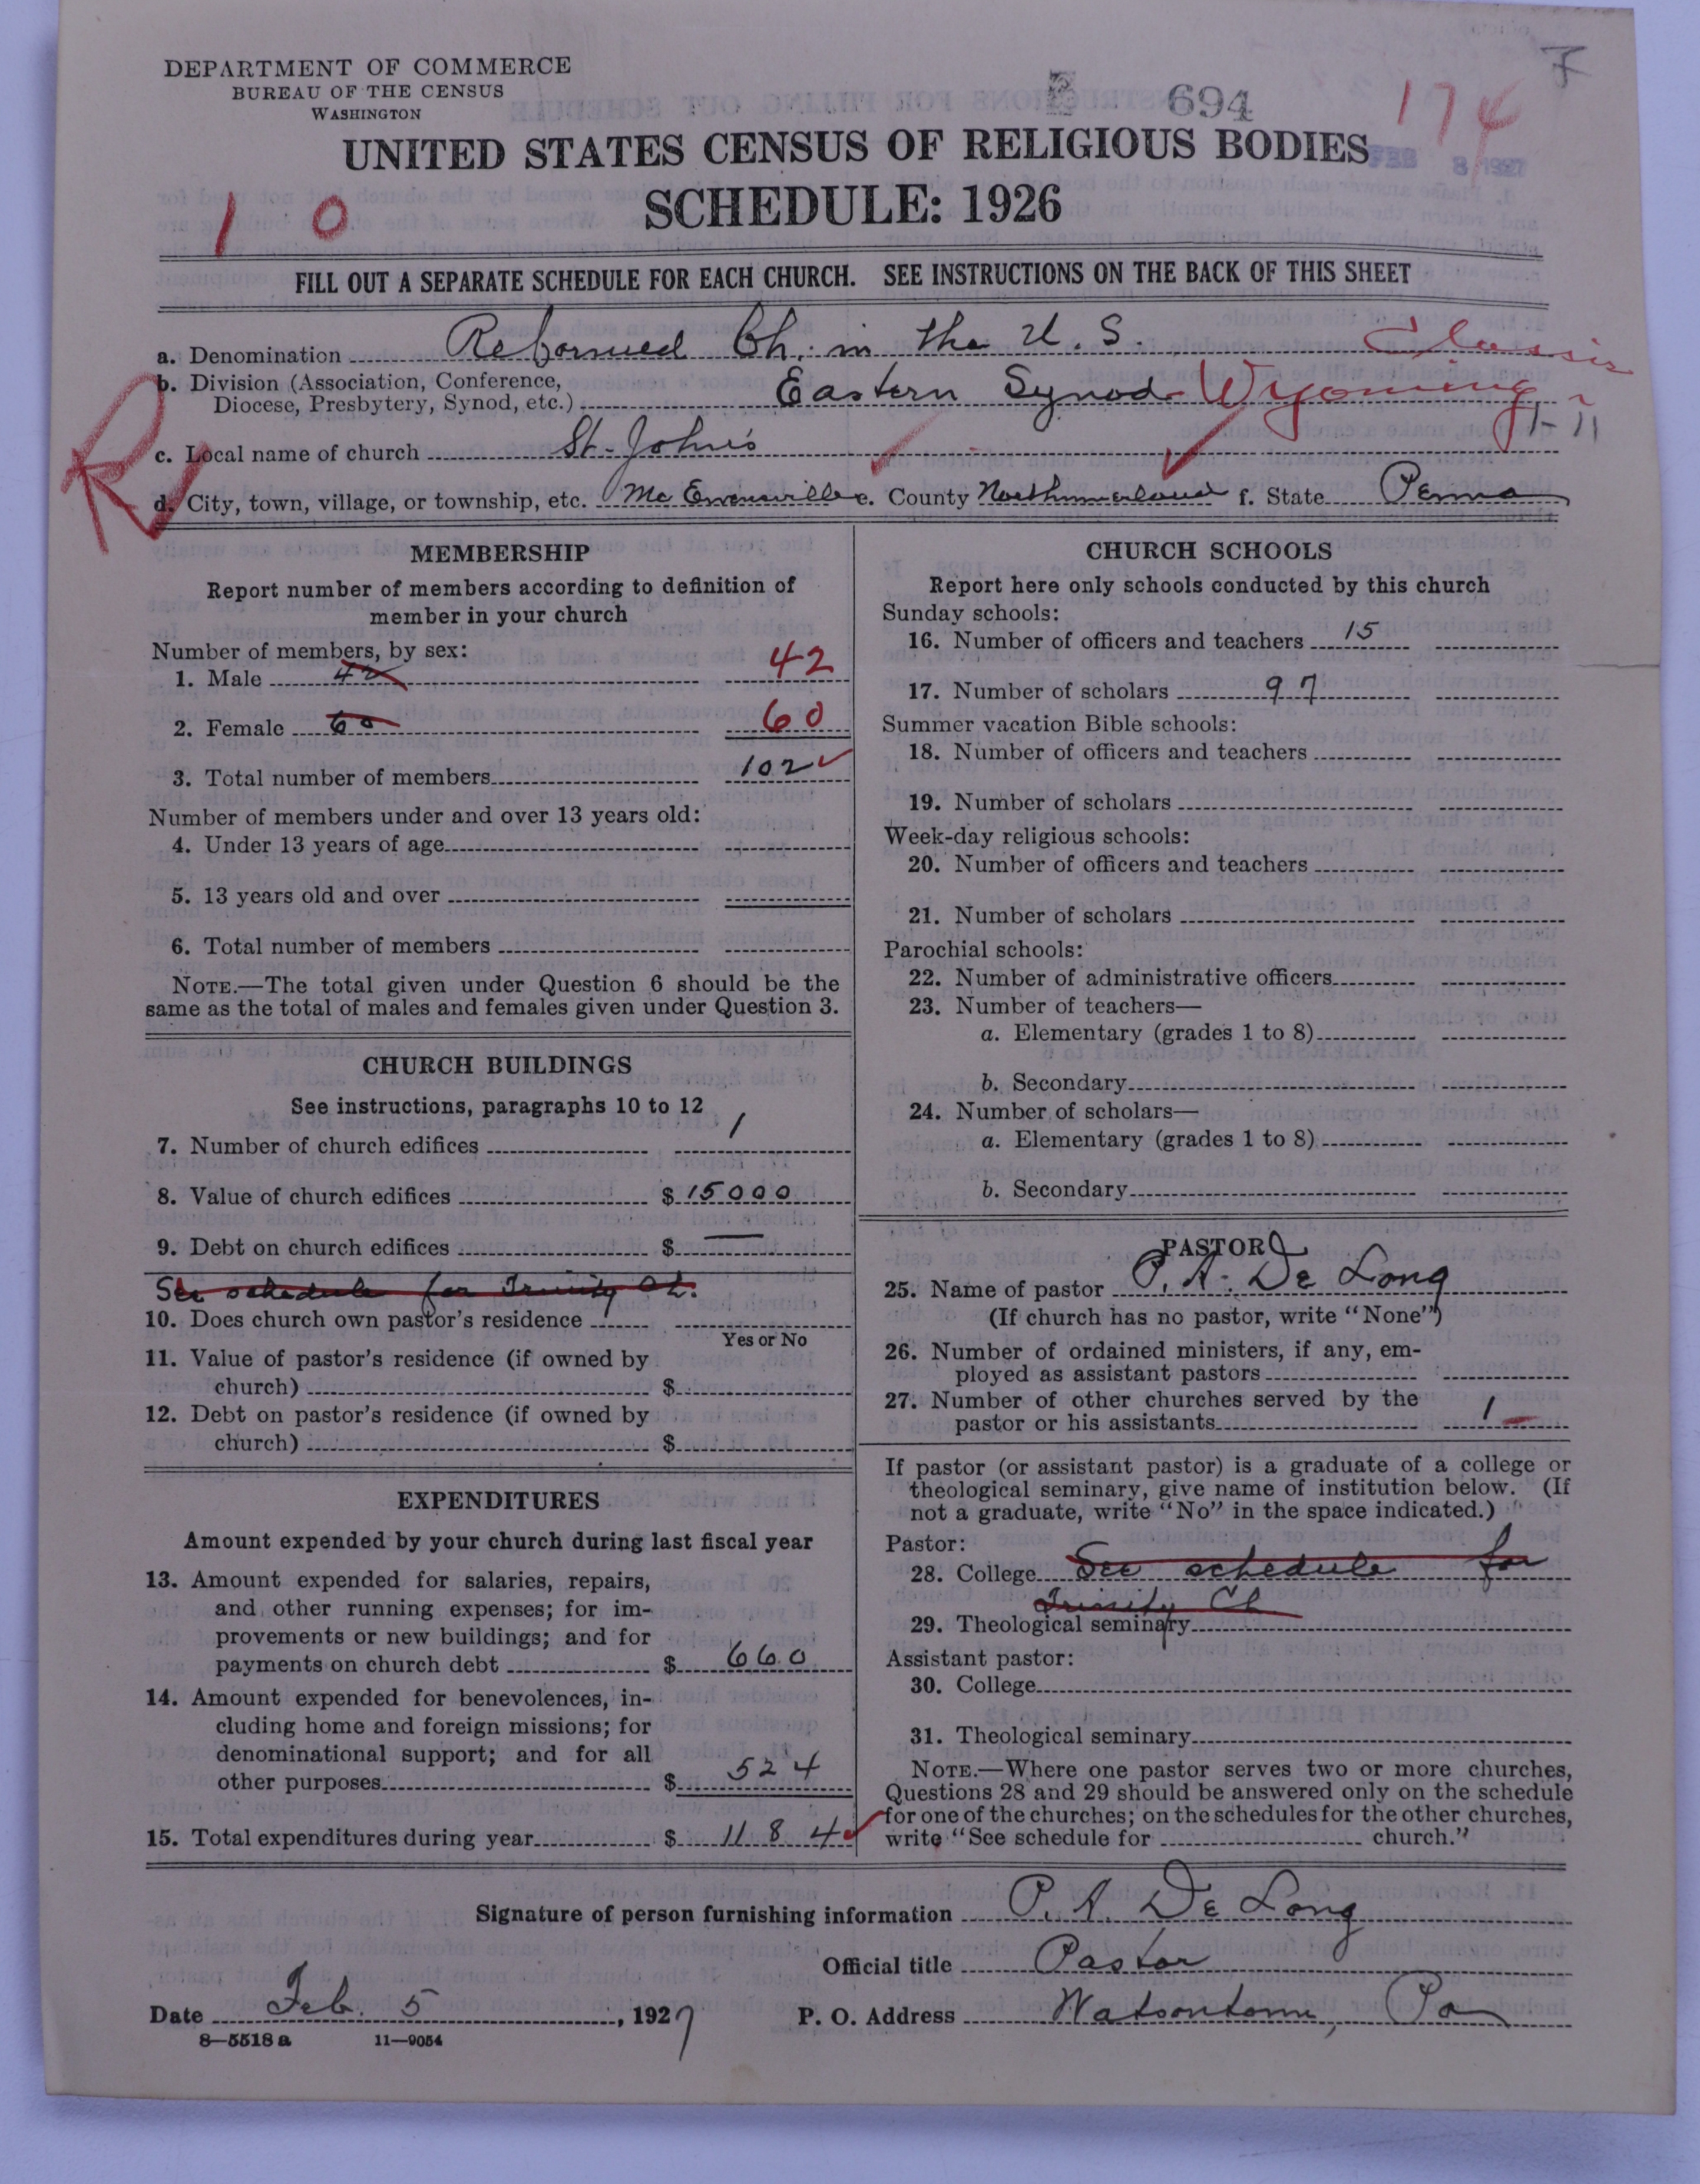 F
DEPARTMENT OF COMMERCE
BUREAU OF THE CENSUS
WASHINGTON
694
174
UNITED STATES CENSUS OF RELIGIOUS BODIES
FEB 8 1927
SCHEDULE: 1926
1 0
FILL OUT A SEPARATE SCHEDULE FOR EACH CHURCH. SEE INSTRUCTIONS ON THE BACK OF THIS SHEET
a. Denomination Reformed Ch. in the U.S. Classis
b. Division (Association, Conference, Diocese, Presbytery, Synod, etc.) Eastern Synod Wyoming
c. Local name of church St. John's
d. City, town, village, or township, etc. Mc Ewensville e. County Northumerland f. State Penna
MEMBERSHIP
Report number of members according to definition of
member in your church
Number of members, by sex:
1. Male 42 42
2. Female 60 60
3. Total number of members 102
Number of members under and over 13 years old:
4. Under 13 years of age
5. 13 years old and over
6. Total number of members
NOTE.—The total given under Question 6 should be the
same as the total of males and females given under Question 3.
CHURCH BUILDINGS
See instructions, paragraphs 10 to 12
7. Number of church edifices 1
8. Value of church edifices $ 15000
9. Debt on church edifices $ —
See schedule for Trinity Ch.
10. Does church own pastor's residence
Yes or No
11. Value of pastor's residence (if owned by
church) $
12. Debt on pastor's residence (if owned by
church) $
EXPENDITURES
Amount expended by your church during last fiscal year
13. Amount expended for salaries, repairs,
and other running expenses; for im-
provements or new buildings; and for
payments on church debt $ 660
14. Amount expended for benevolences, in-
cluding home and foreign missions; for
denominational support; and for all
other purposes $ 524
15. Total expenditures during year $ 1184
CHURCH SCHOOLS
Report here only schools conducted by this church
Sunday schools:
16. Number of officers and teachers 15
17. Number of scholars 97
Summer vacation Bible schools:
18. Number of officers and teachers
19. Number of scholars
Week-day religious schools:
20. Number of officers and teachers
21. Number of scholars
Parochial schools:
22. Number of administrative officers
23. Number of teachers—
a. Elementary (grades 1 to 8)
b. Secondary
24. Number of scholars—
a. Elementary (grades 1 to 8)
b. Secondary
PASTOR
25. Name of pastor P. A. De Long
(If church has no pastor, write "None")
26. Number of ordained ministers, if any, em-
ployed as assistant pastors
27. Number of other churches served by the
pastor or his assistants 1
If pastor (or assistant pastor) is a graduate of a college or
theological seminary, give name of institution below. (If
not a graduate, write "No" in the space indicated.)
Pastor:
28. College See schedule for
Trinity Ch
29. Theological seminary
Assistant pastor:
30. College
31. Theological seminary
NOTE.—Where one pastor serves two or more churches,
Questions 28 and 29 should be answered only on the schedule
for one of the churches; on the schedules for the other churches,
write "See schedule for church."
Signature of person furnishing information P. A. De Long
Official title Pastor
Date Feb. 5, 1927 P. O. Address Watsontown, Pa
8—5518 a 11—9054